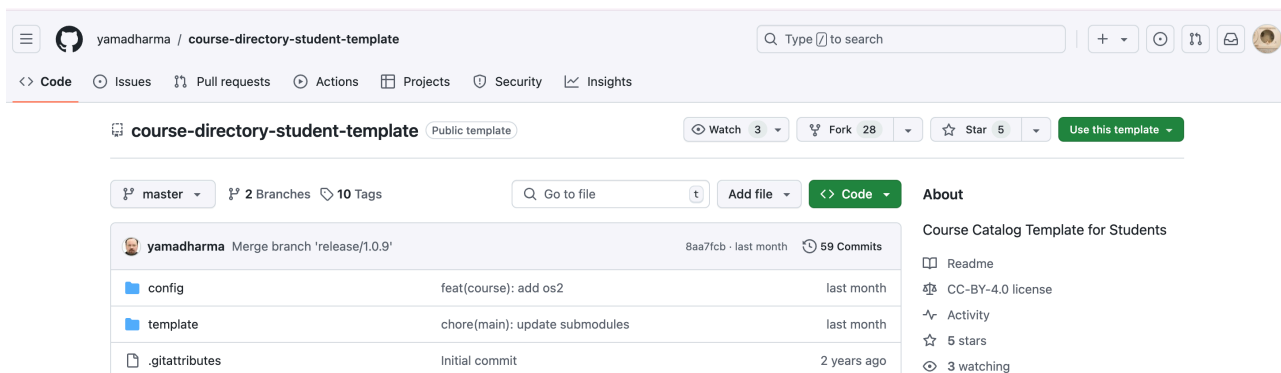 yamadharma / course-directory-student-template
Type / to search
Code Issues Pull requests Actions Projects Security Insights
course-directory-student-template Public template
Watch 3 Fork 28 Star 5 Use this template
master 2 Branches 10 Tags
Go to file t
Add file
<> Code
About
Course Catalog Template for Students
yamadharma Merge branch 'release/1.0.9' 8aa7fcb · last month 59 Commits
config feat(course): add os2 last month
template chore(main): update submodules last month
.gitattributes Initial commit 2 years ago
Readme
CC-BY-4.0 license
Activity
5 stars
3 watching